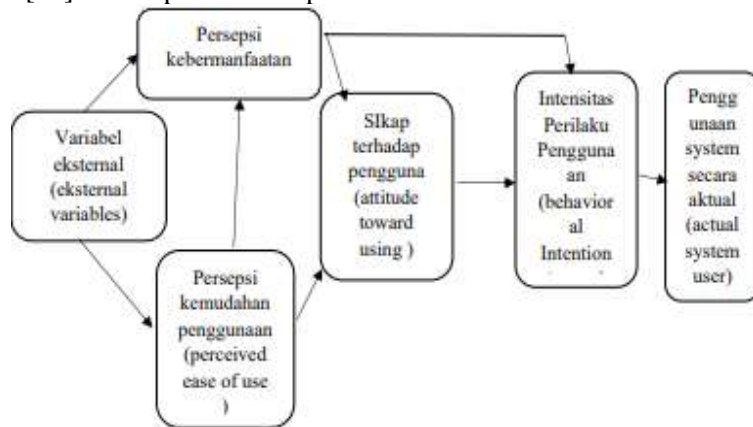 Persepsi
kebermanfaatan
Variabel
eksternal
(eksternal
variables)
Persepsi
kemudahan
penggunaan
(perceived
ease of use
)
SIkap
terhadap
pengguna
(attitude
toward
using )
Intensitas
Perilaku
Pengguna
an
(behavior
al
Intention
Pengg
unaan
system
secara
aktual
(actual
system
user)